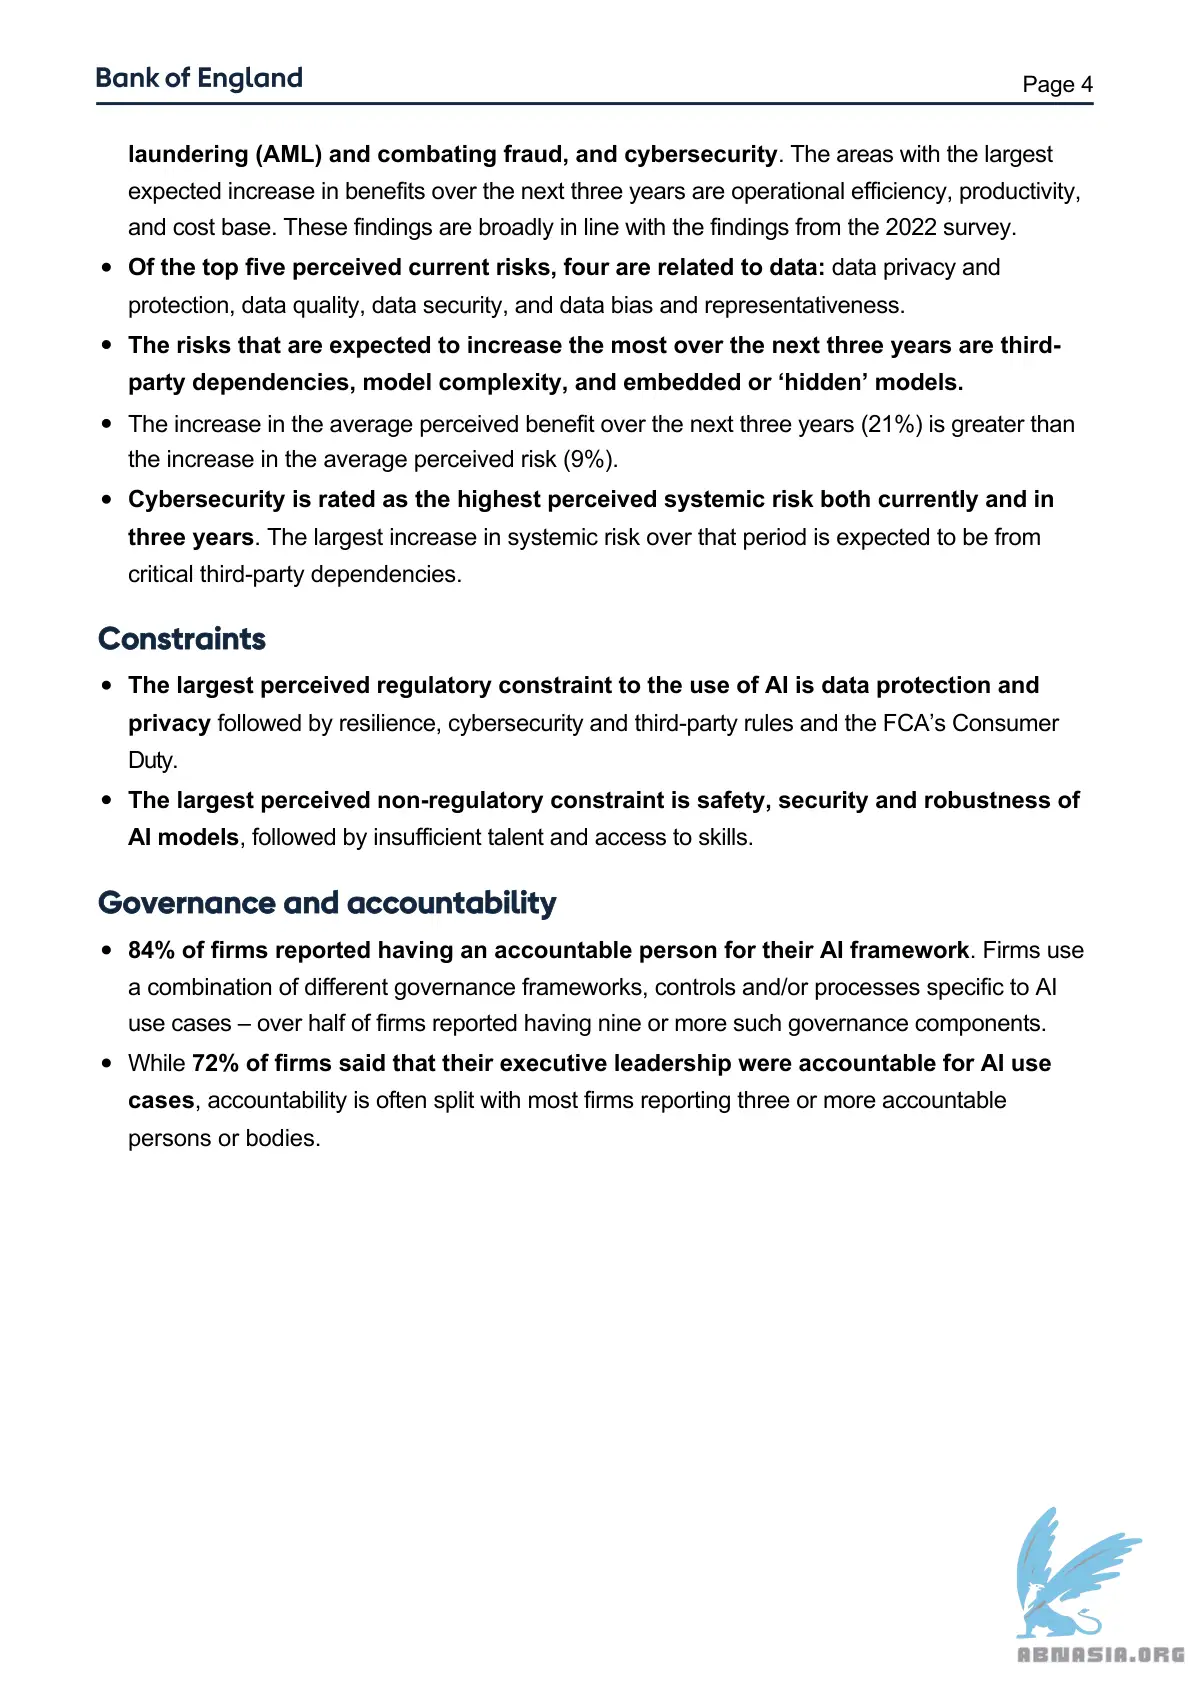 Bank of England
Page 4
laundering (AML) and combating fraud, and cybersecurity. The areas with the largest
expected increase in benefits over the next three years are operational efficiency, productivity,
and cost base. These findings are broadly in line with the findings from the 2022 survey.
• Of the top five perceived current risks, four are related to data: data privacy and
protection, data quality, data security, and data bias and representativeness.
• The risks that are expected to increase the most over the next three years are third-
party dependencies, model complexity, and embedded or ‘hidden’ models.
• The increase in the average perceived benefit over the next three years (21%) is greater than
the increase in the average perceived risk (9%).
• Cybersecurity is rated as the highest perceived systemic risk both currently and in
three years. The largest increase in systemic risk over that period is expected to be from
critical third-party dependencies.
Constraints
• The largest perceived regulatory constraint to the use of AI is data protection and
privacy followed by resilience, cybersecurity and third-party rules and the FCA’s Consumer
Duty.
• The largest perceived non-regulatory constraint is safety, security and robustness of
AI models, followed by insufficient talent and access to skills.
Governance and accountability
• 84% of firms reported having an accountable person for their AI framework. Firms use
a combination of different governance frameworks, controls and/or processes specific to AI
use cases – over half of firms reported having nine or more such governance components.
• While 72% of firms said that their executive leadership were accountable for AI use
cases, accountability is often split with most firms reporting three or more accountable
persons or bodies.
ABNASIA.ORG